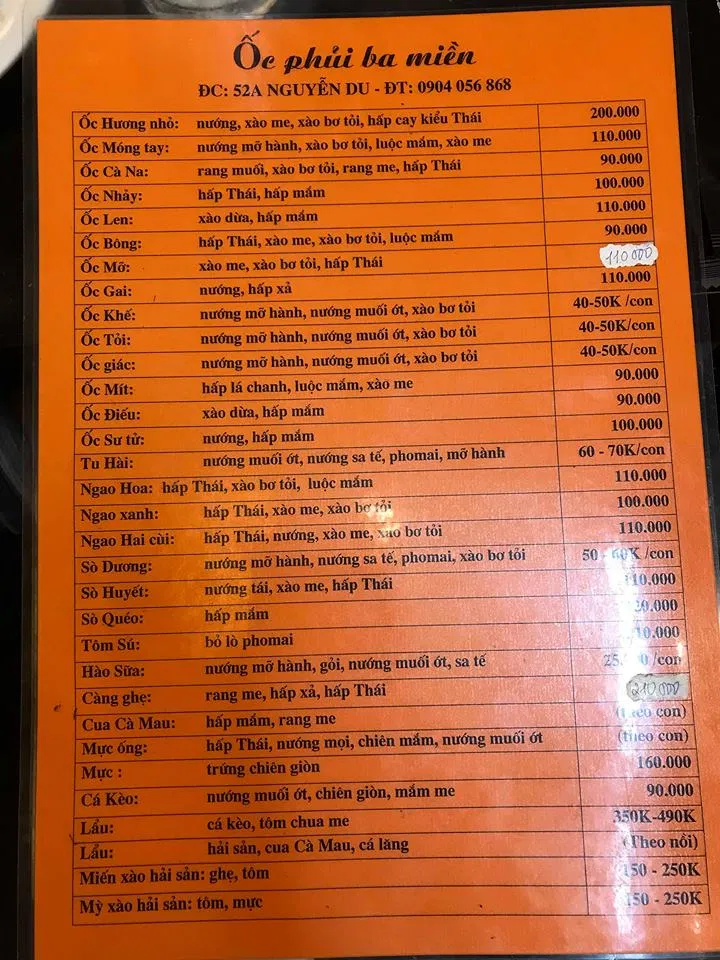 Ốc phủi ba miền
ĐC: 52A NGUYỄN DU - ĐT: 0904 056 868
Ốc Hương nhỏ: nướng, xào me, xào bơ tỏi, hấp cay kiểu Thái 200.000
Ốc Móng tay: nướng mỡ hành, xào bơ tỏi, luộc mắm, xào me 110.000
Ốc Cà Na: rang muối, xào bơ tỏi, rang me, hấp Thái 90.000
Ốc Nhảy: hấp Thái, hấp mắm 100.000
Ốc Len: xào dừa, hấp mắm 110.000
Ốc Bông: hấp Thái, xào me, xào bơ tỏi, luộc mắm 90.000
Ốc Mỡ: xào me, xào bơ tỏi, hấp Thái 110000
Ốc Gai: nướng, hấp xả 110.000
Ốc Khế: nướng mỡ hành, nướng muối ớt, xào bơ tỏi 40-50K /con
Ốc Tỏi: nướng mỡ hành, nướng muối ớt, xào bơ tỏi 40-50K/con
Ốc giác: nướng mỡ hành, nướng muối ớt, xào bơ tỏi 40-50K/con
Ốc Mít: hấp lá chanh, luộc mắm, xào me 90.000
Ốc Điếu: xào dừa, hấp mắm 90.000
Ốc Sư tử: nướng, hấp mắm 100.000
Tu Hài: nướng muối ớt, nướng sa tế, phomai, mỡ hành 60 - 70K/con
Ngao Hoa: hấp Thái, xào bơ tỏi, luộc mắm 110.000
Ngao xanh: hấp Thái, xào me, xào bơ tỏi 100.000
Ngao Hai cùi: hấp Thái, nướng, xào me, xào bơ tỏi 110.000
Sò Dương: nướng mỡ hành, nướng sa tế, phomai, xào bơ tỏi 50 - 60K /con
Sò Huyết: nướng tái, xào me, hấp Thái 110.000
Sò Quéo: hấp mắm
Tôm Sú: bỏ lò phomai
Hào Sữa: nướng mỡ hành, gỏi, nướng muối ớt, sa tế /con
Càng ghẹ: rang me, hấp xả, hấp Thái 210000
Cua Cà Mau: hấp mắm, rang me (theo con)
Mực ống: hấp Thái, nướng mọi, chiên mắm, nướng muối ớt (theo con)
Mực : trứng chiên giòn 160.000
Cá Kèo: nướng muối ớt, chiên giòn, mắm me 90.000
Lẩu: cá kèo, tôm chua me 350K-490K
Lẩu: hải sản, cua Cà Mau, cá lăng (Theo nồi)
Miến xào hải sản: ghẹ, tôm 150 - 250K
Mỳ xào hải sản: tôm, mực 150 - 250K